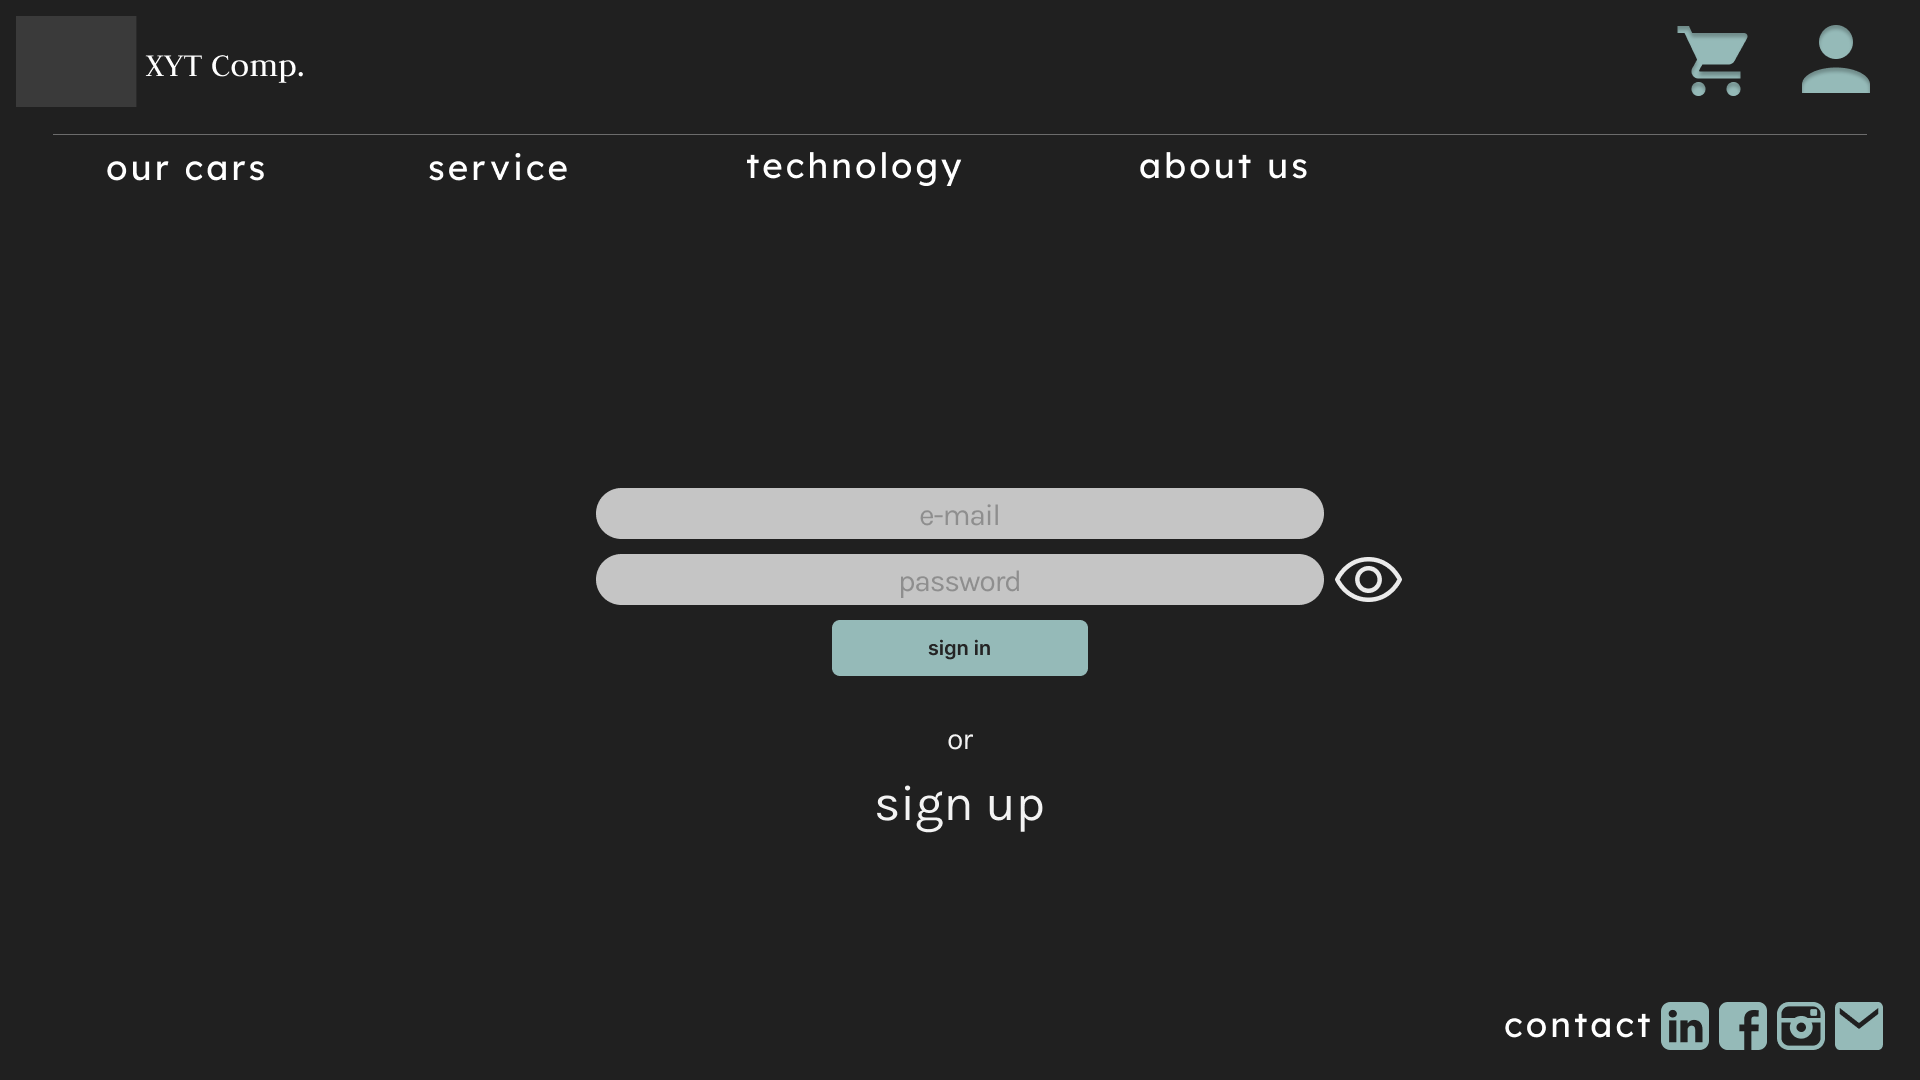 XYT Comp.
our cars
service
technology
about us
e-mail
password
sign in
or
sign up
contact